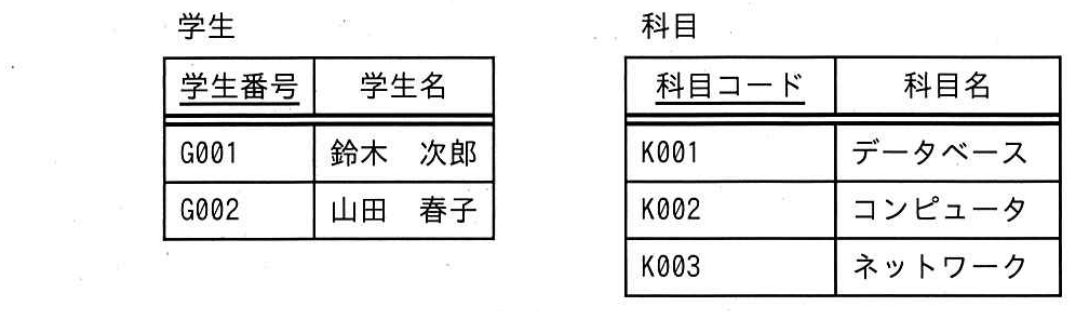 学生
学生番号 学生名
G001 鈴木 次郎
G002 山田 春子
科目
科目コード 科目名
K001 データベース
K002 コンピュータ
K003 ネットワーク